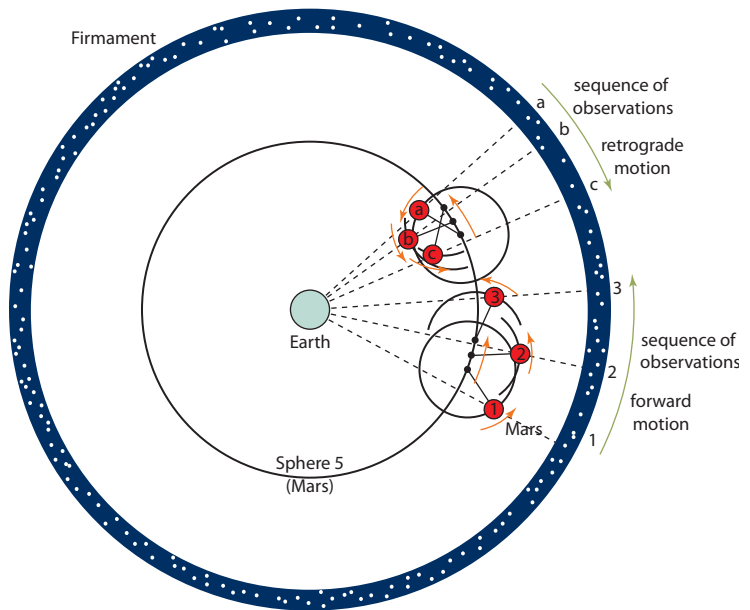 Firmament
a
sequence of
observations
b
retrograde
motion
c
a
b
c
3
3
Earth
sequence of
observations
2
2
forward
motion
1
1
Mars
Sphere 5
(Mars)